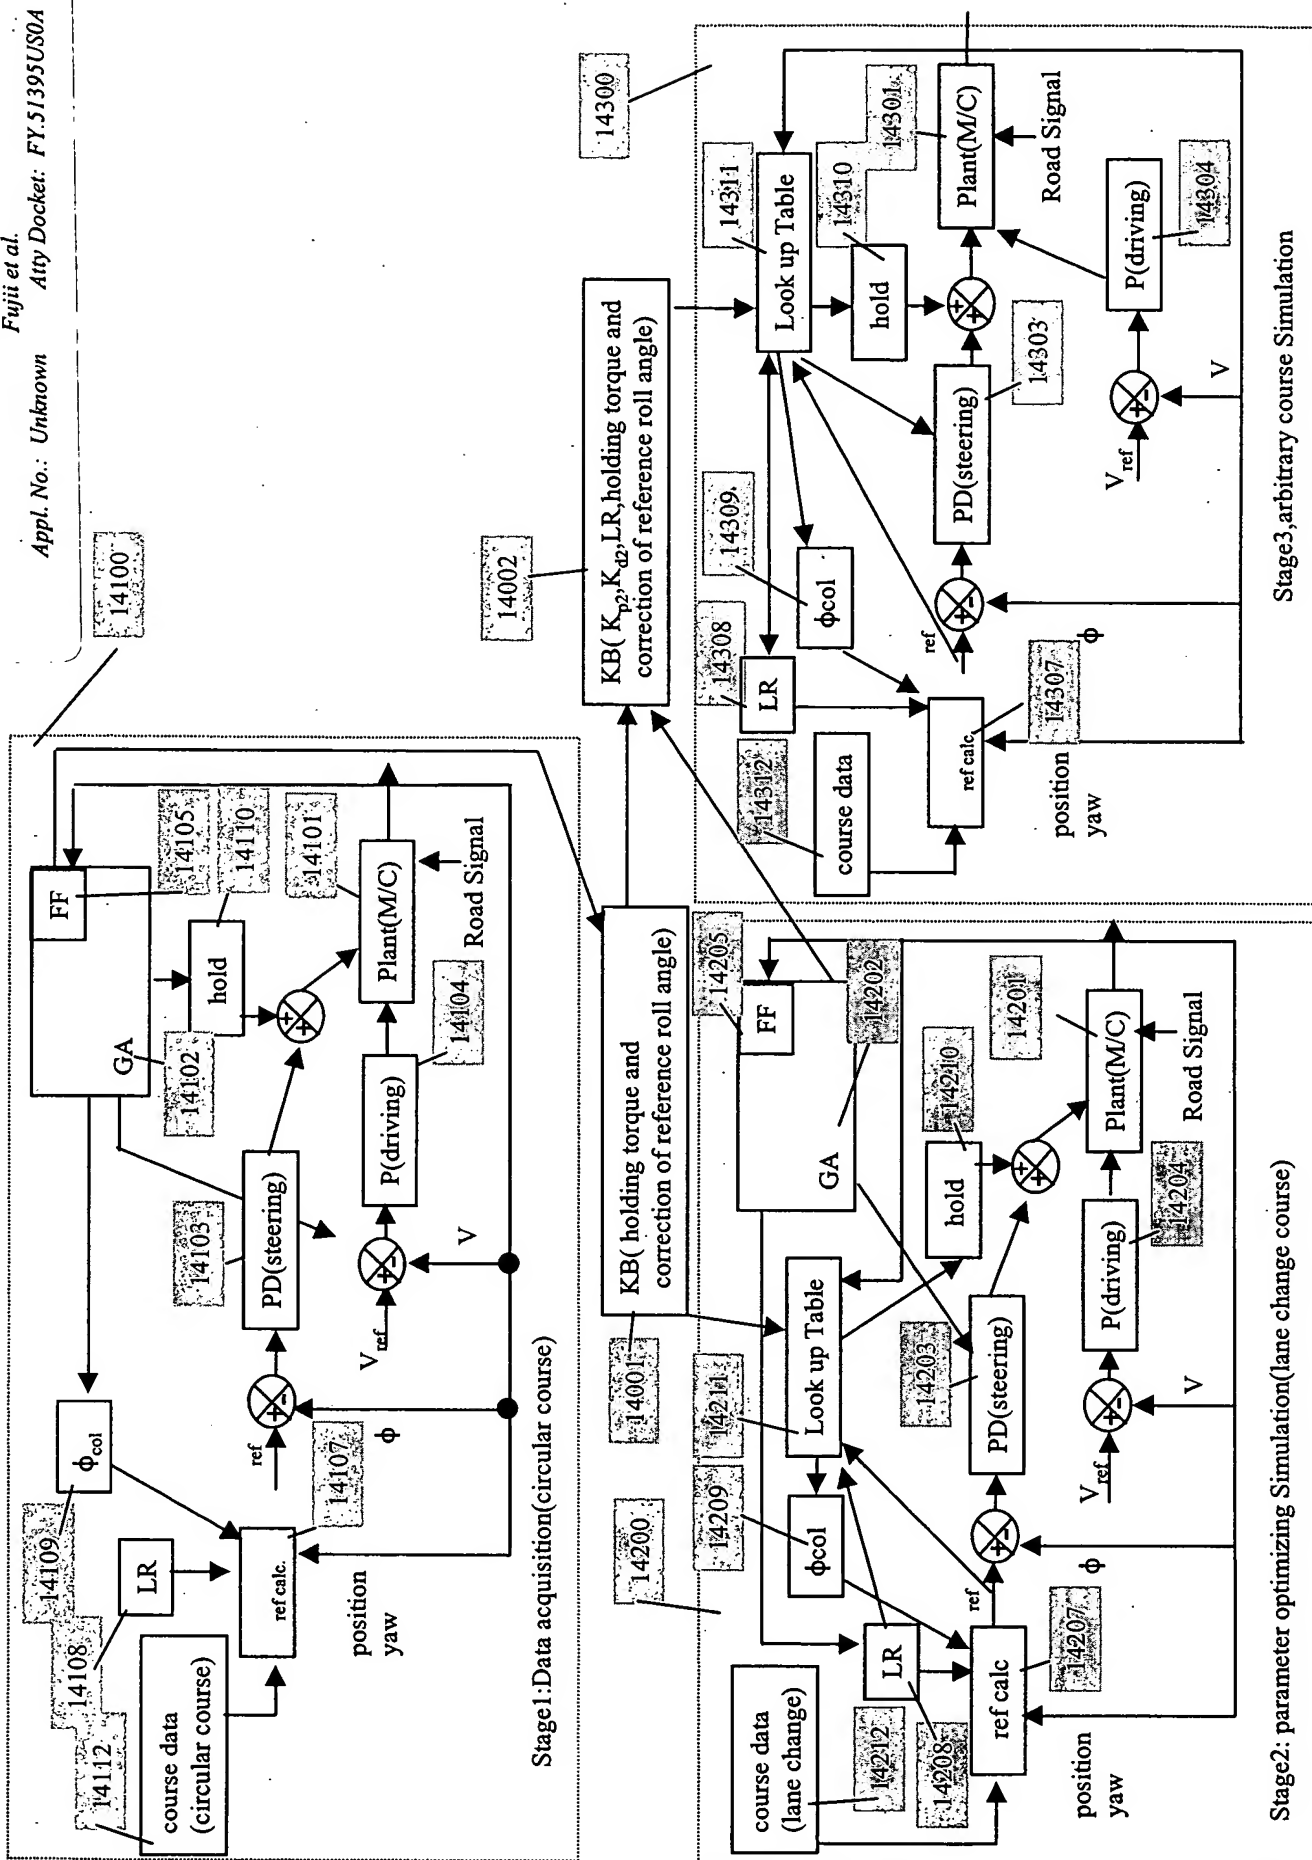 Fujii et al.
Appl. No.: Unknown Atty Docket: FY.51395US0A
14100
FF
GA
14105
14110
14102
hold
14101
14103
PD(steering)
Plant(M/C)
Road Signal
14104
P(driving)
V
V_ref
ϕ_col
14109
LR
14108
14112
course data
(circular course)
ref calc.
ref
14107
ϕ
position
yaw
Stage1:Data acquisition(circular course)
14002
KB( K_p2,K_d2,LR,holding torque and
correction of reference roll angle)
14001
KB( holding torque and
correction of reference roll angle)
14200
14205
FF
14202
GA
14211
Look up Table
14210
hold
14201
Plant(M/C)
Road Signal
14203
PD(steering)
14204
P(driving)
V
V_ref
14209
ϕcol
LR
14208
14212
course data
(lane change)
ref calc
ref
14207
ϕ
position
yaw
Stage2: parameter optimizing Simulation(lane change course)
14300
14311
Look up Table
14310
hold
14301
Plant(M/C)
Road Signal
14303
PD(steering)
14304
P(driving)
V
V_ref
14309
ϕcol
14308
LR
14312
course data
ref calc.
ref
14307
ϕ
position
yaw
Stage3,arbitrary course Simulation